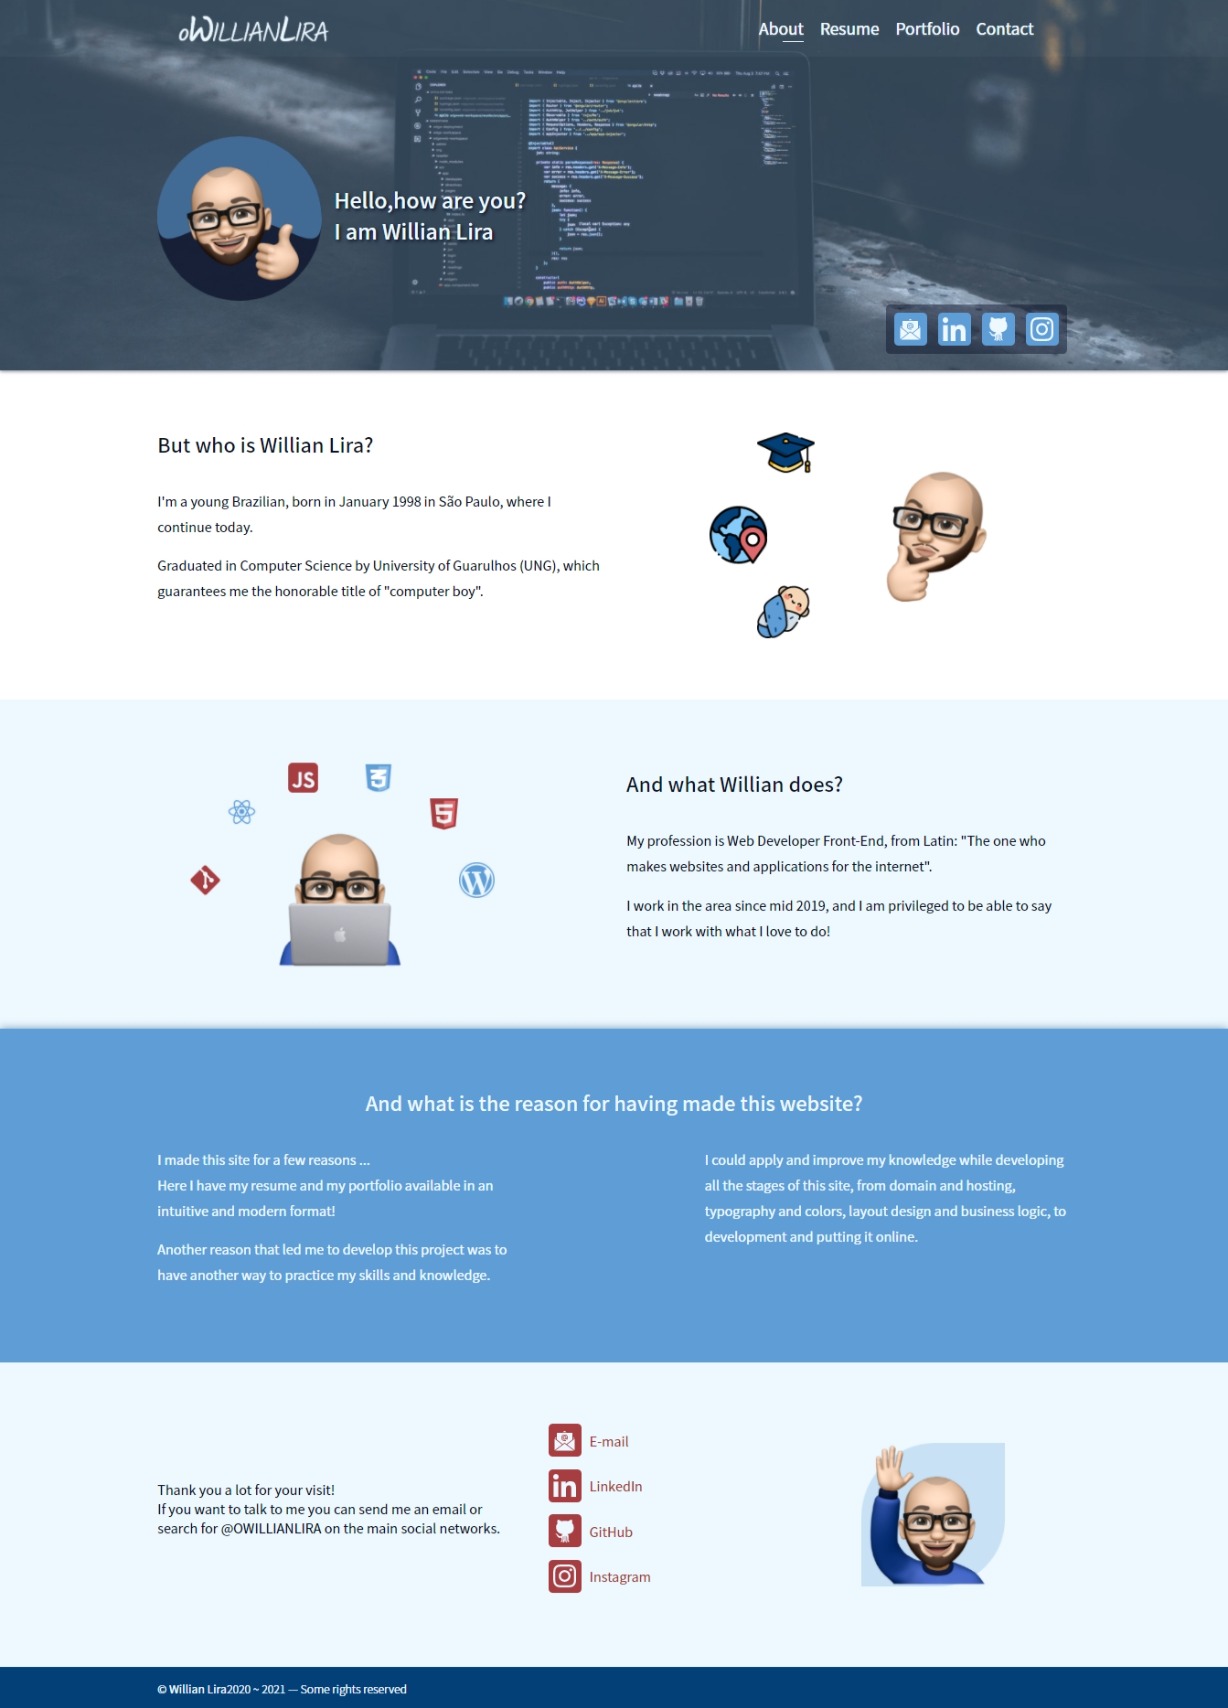 oWILLIANLIRA
About Resume Portfolio Contact
Hello,how are you?
I am Willian Lira
But who is Willian Lira?
I'm a young Brazilian, born in January 1998 in São Paulo, where I
continue today.
Graduated in Computer Science by University of Guarulhos (UNG), which
guarantees me the honorable title of "computer boy".
JS
3
5
W
And what Willian does?
My profession is Web Developer Front-End, from Latin: "The one who
makes websites and applications for the internet".
I work in the area since mid 2019, and I am privileged to be able to say
that I work with what I love to do!
And what is the reason for having made this website?
I made this site for a few reasons ...
Here I have my resume and my portfolio available in an
intuitive and modern format!
Another reason that led me to develop this project was to
have another way to practice my skills and knowledge.
I could apply and improve my knowledge while developing
all the stages of this site, from domain and hosting,
typography and colors, layout design and business logic, to
development and putting it online.
Thank you a lot for your visit!
If you want to talk to me you can send me an email or
search for @OWILLIANLIRA on the main social networks.
E-mail
in LinkedIn
GitHub
Instagram
© Willian Lira2020 ~ 2021 — Some rights reserved